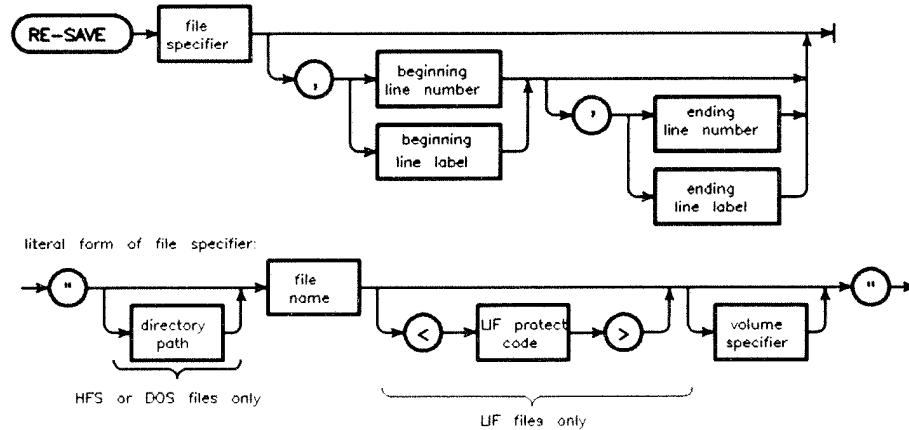 RE-SAVE
file
specifier
,
beginning
line number
beginning
line label
,
ending
line number
ending
line label
literal form of file specifier:
"
directory
path
file
name
<
LIF protect
code
>
volume
specifier
"
HFS or DOS files only
LIF files only